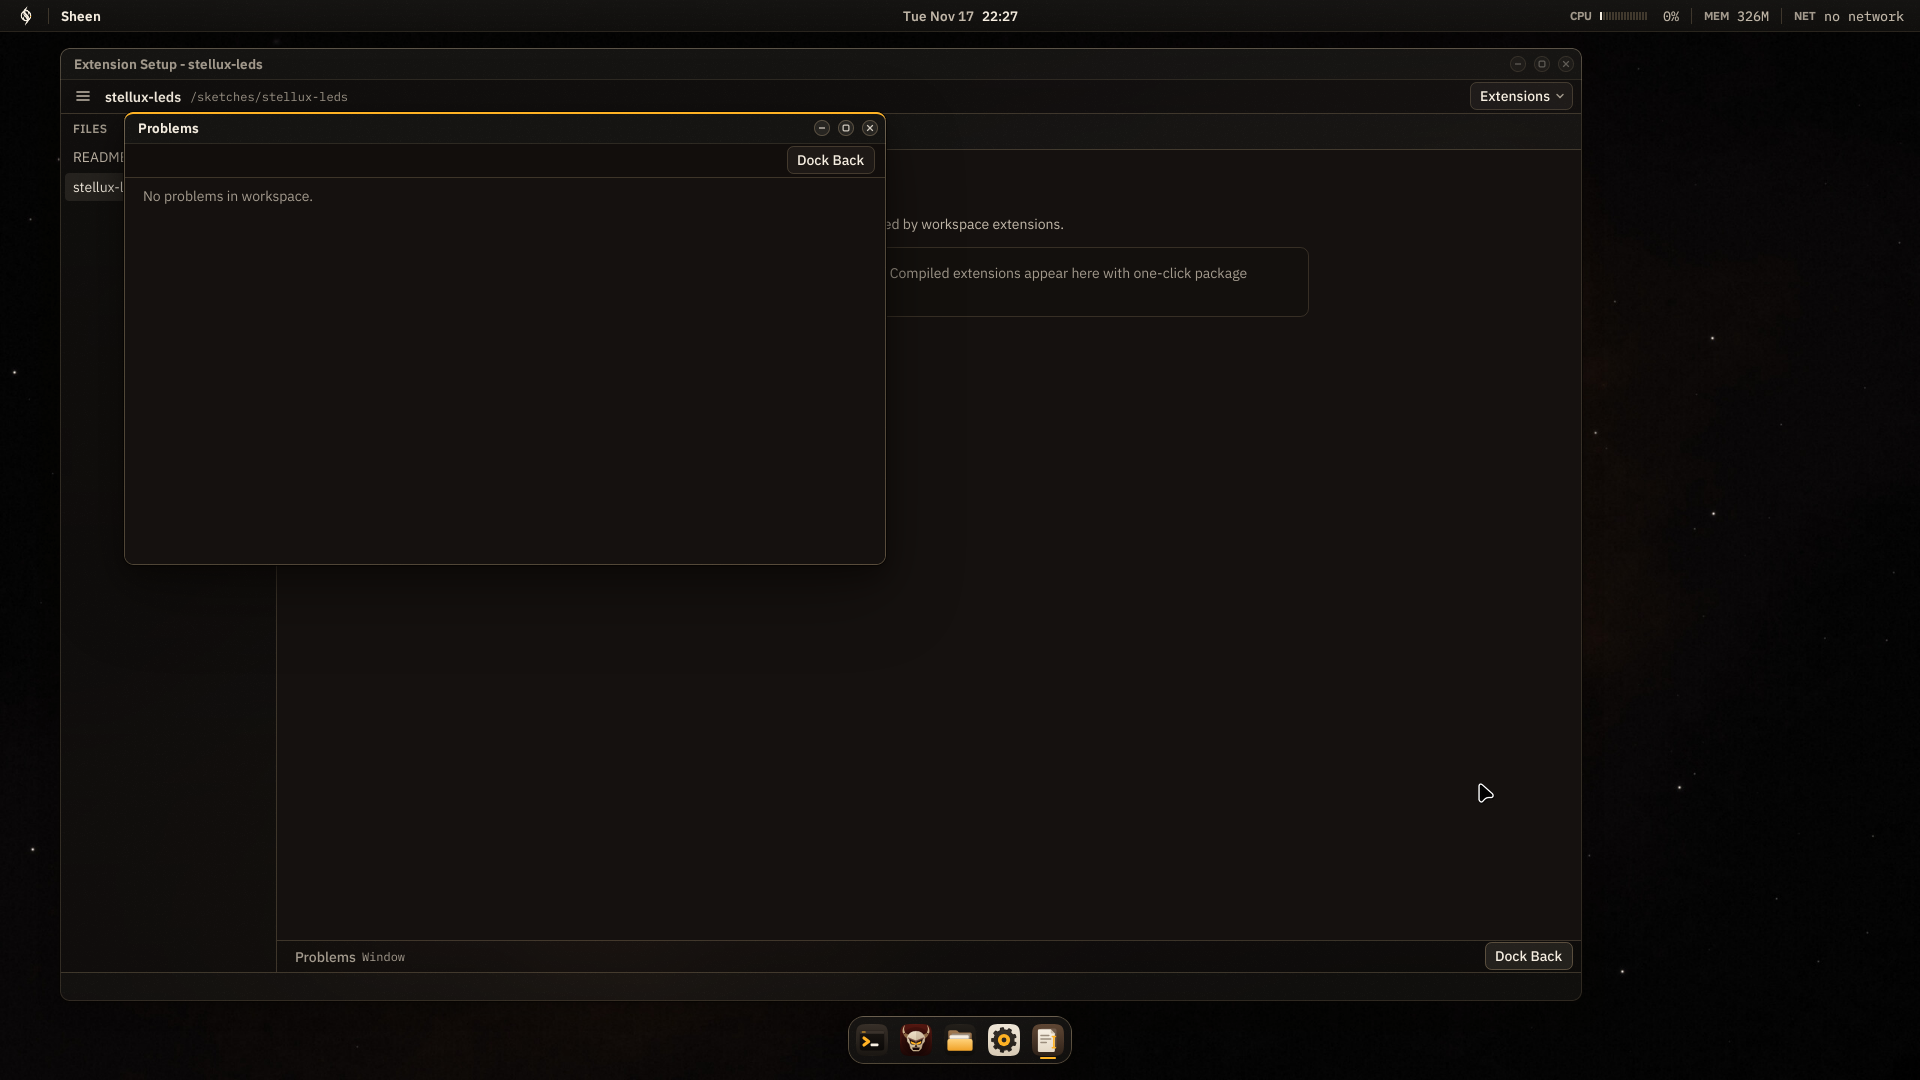 Sheen
Tue Nov 17 22:27
CPU 0% MEM 326M NET no network
Extension Setup - stellux-leds
stellux-leds /sketches/stellux-leds
Extensions
FILES
README
stellux-l
Problems
Dock Back
No problems in workspace.
ed by workspace extensions.
Compiled extensions appear here with one-click package
Problems Window
Dock Back